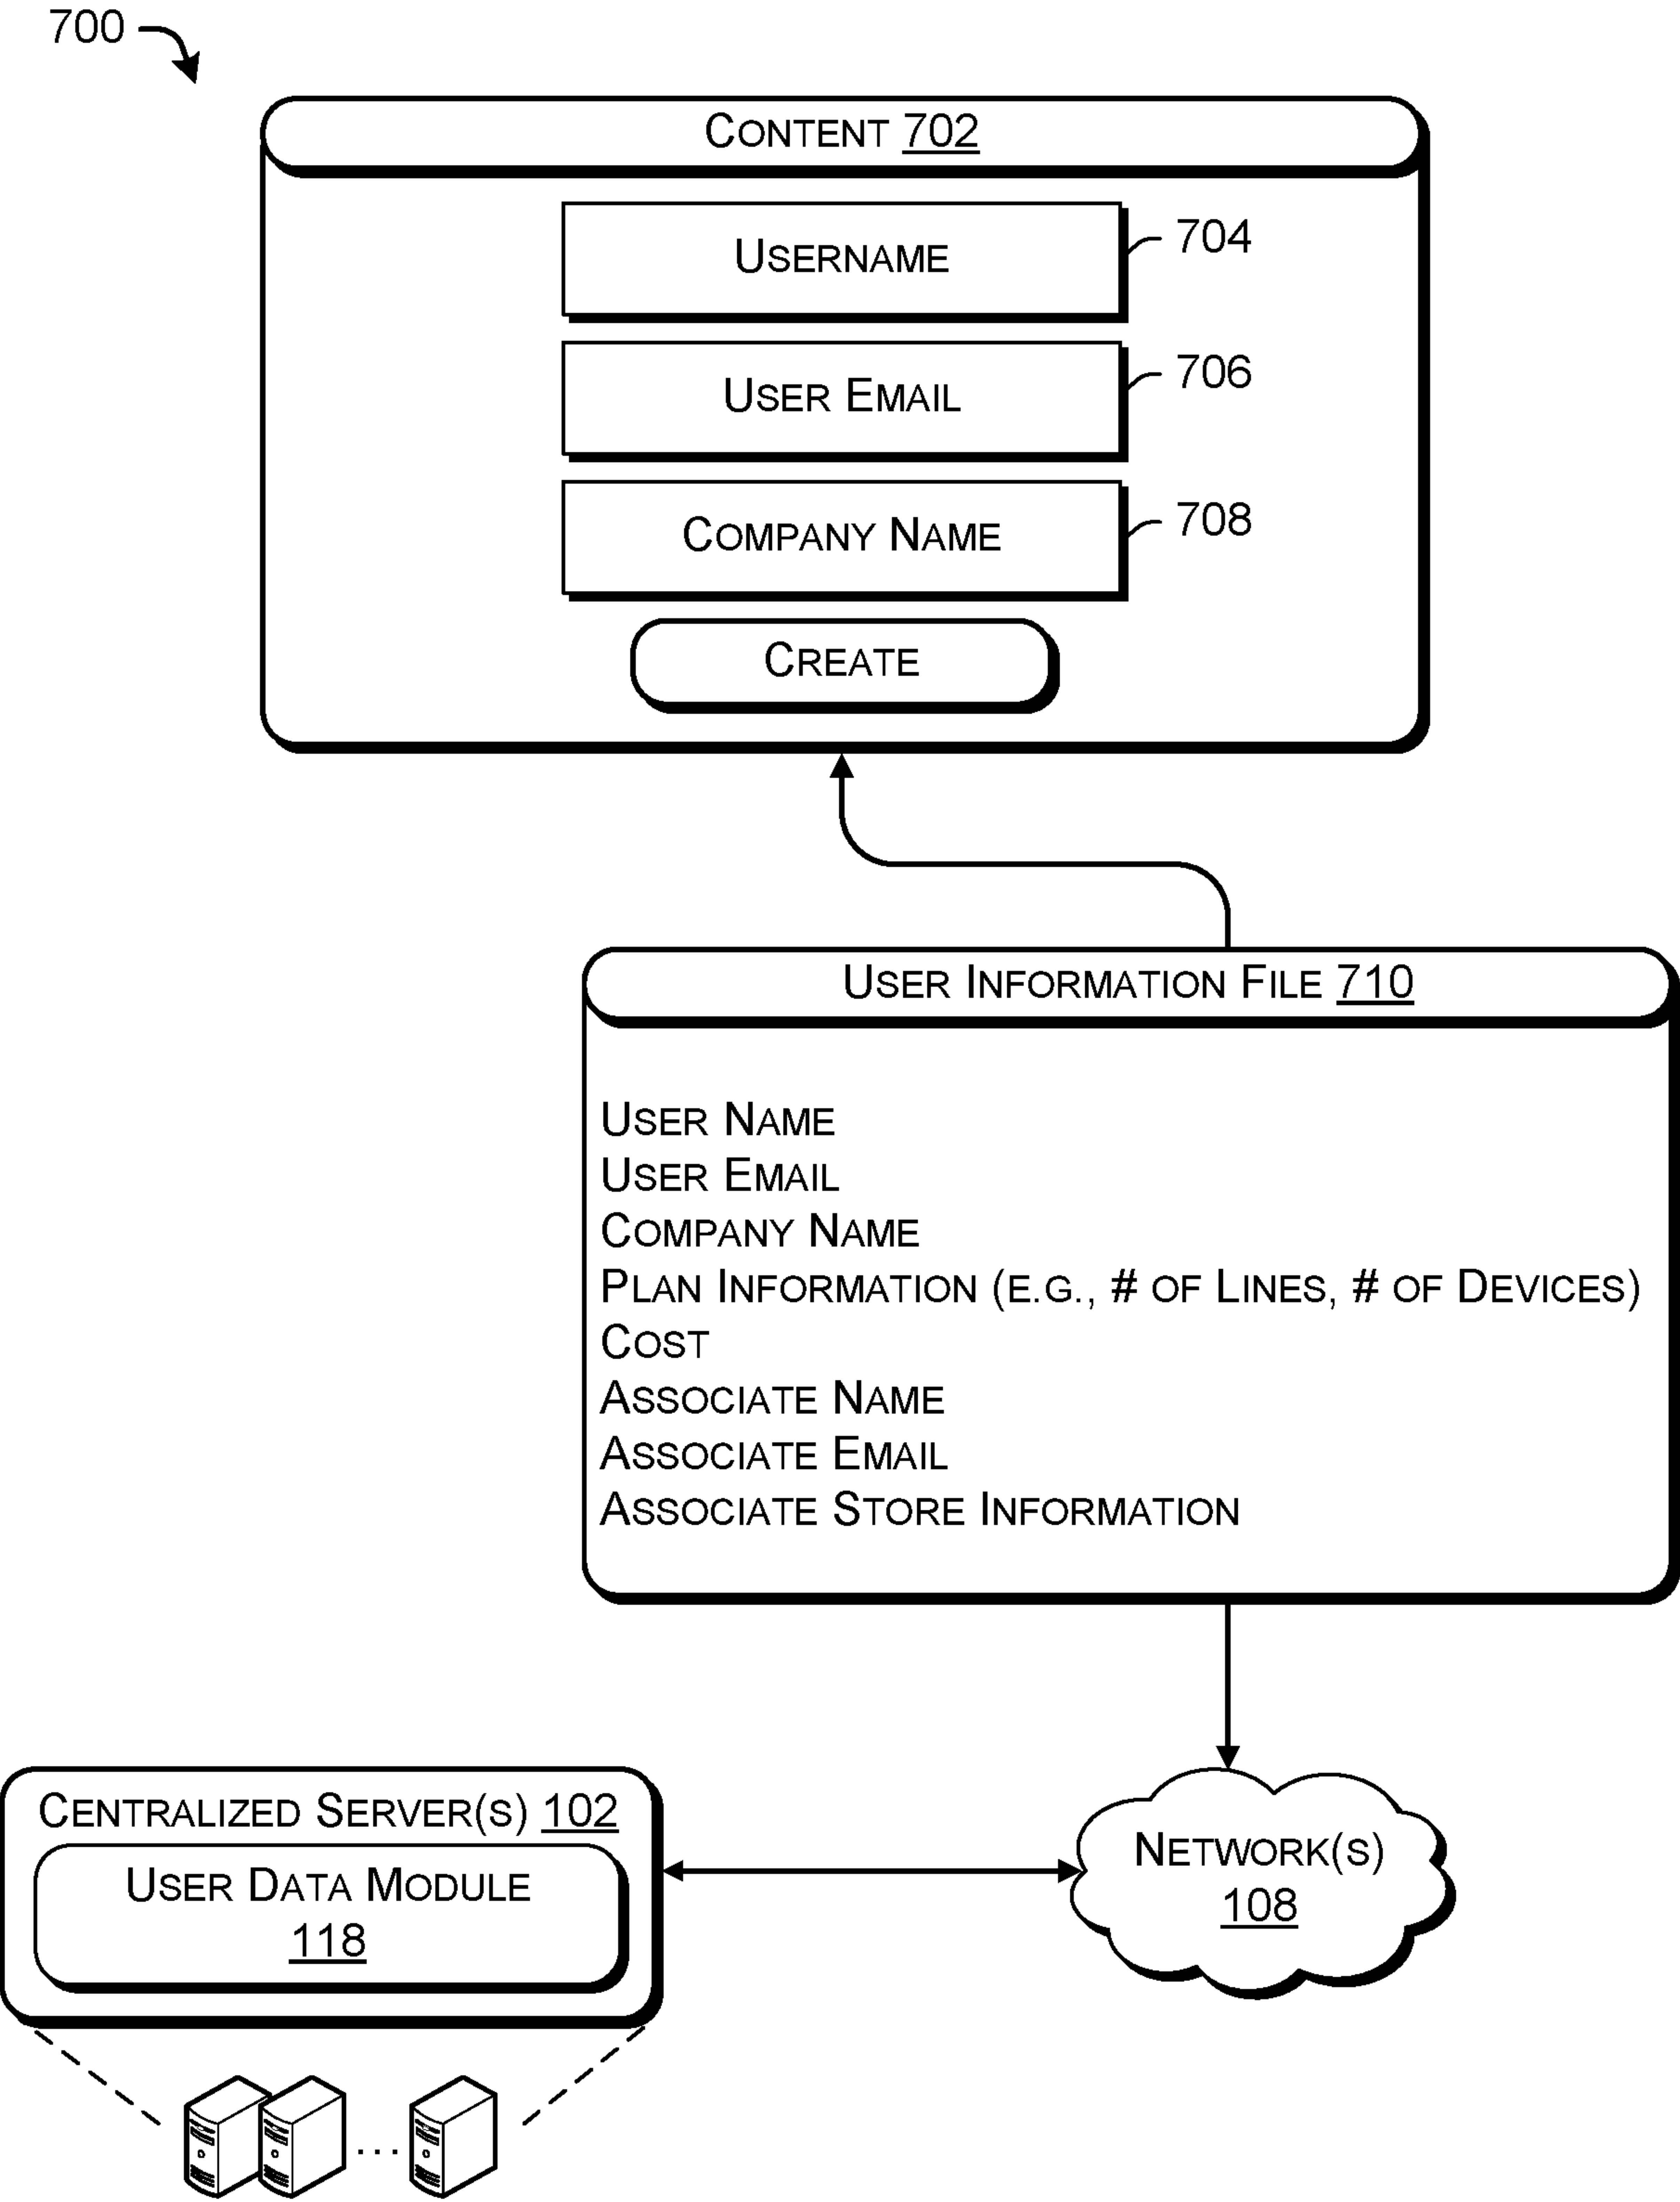 700
CONTENT 702
USERNAME
704
USER EMAIL
706
COMPANY NAME
708
CREATE
USER INFORMATION FILE 710
USER NAME
USER EMAIL
COMPANY NAME
PLAN INFORMATION (E.G., # OF LINES, # OF DEVICES)
COST
ASSOCIATE NAME
ASSOCIATE EMAIL
ASSOCIATE STORE INFORMATION
CENTRALIZED SERVER(S) 102
USER DATA MODULE
118
NETWORK(S)
108
...